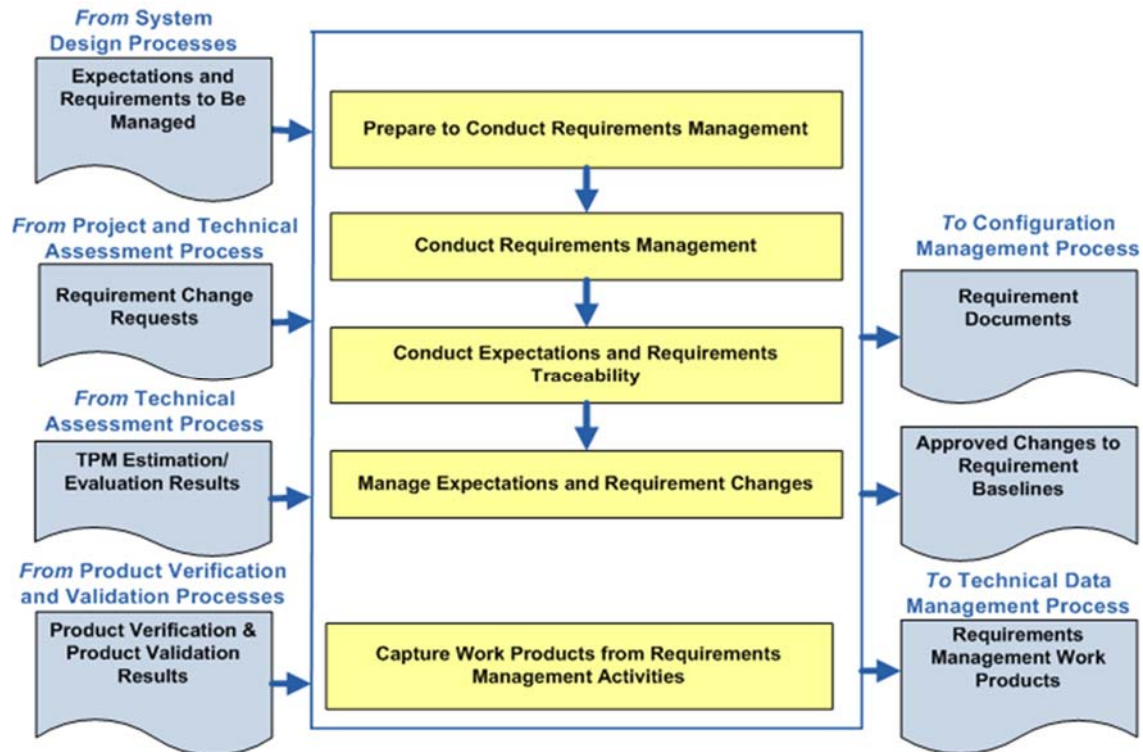 From System
Design Processes
Expectations and
Requirements to Be
Managed
From Project and Technical
Assessment Process
Requirement Change
Requests
From Technical
Assessment Process
TPM Estimation/
Evaluation Results
From Product Verification
and Validation Processes
Product Verification &
Product Validation
Results
Prepare to Conduct Requirements Management
Conduct Requirements Management
Conduct Expectations and Requirements
Traceability
Manage Expectations and Requirement Changes
Capture Work Products from Requirements
Management Activities
To Configuration
Management Process
Requirement
Documents
Approved Changes to
Requirement
Baselines
To Technical Data
Management Process
Requirements
Management Work
Products